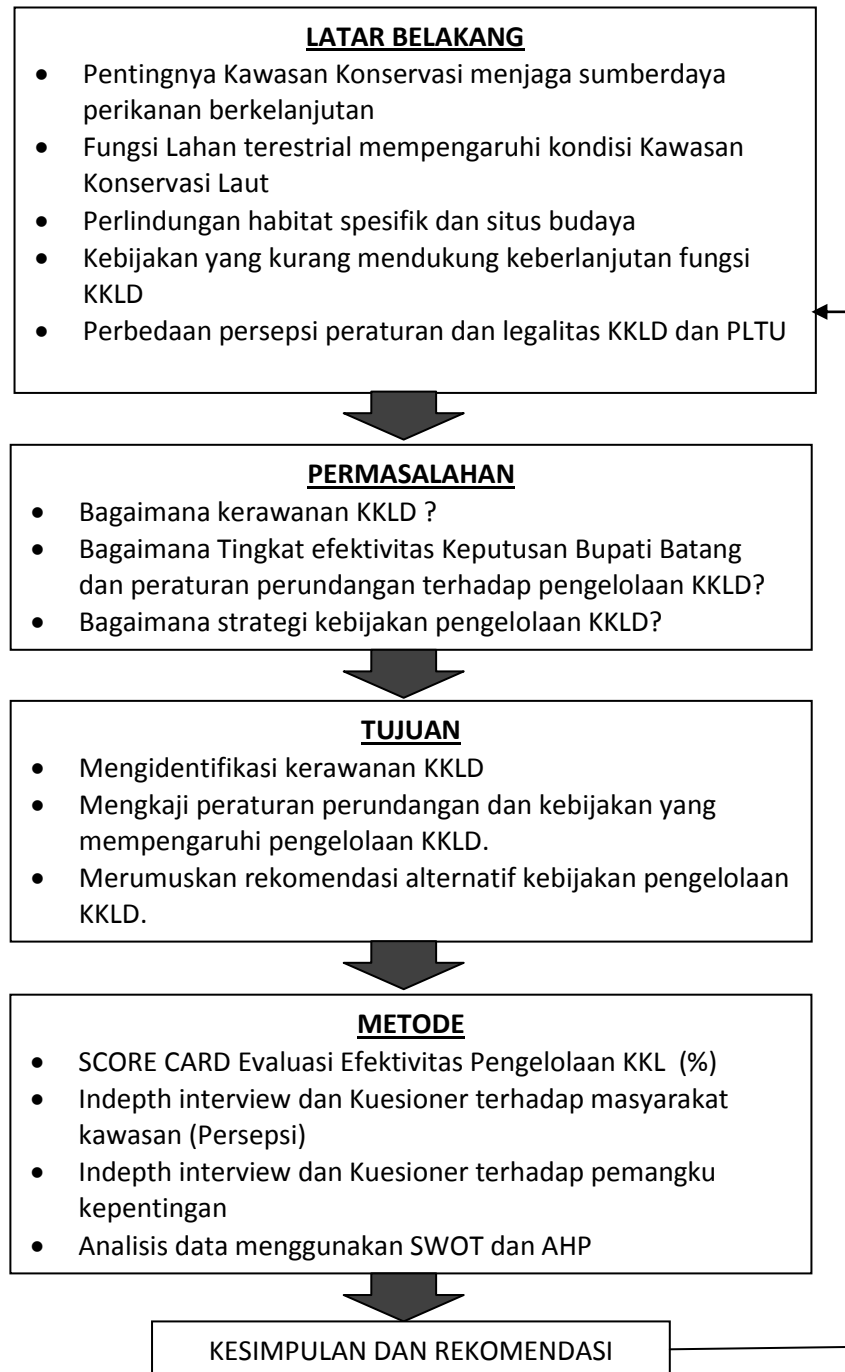 LATAR BELAKANG
• Pentingnya Kawasan Konservasi menjaga sumberdaya
perikanan berkelanjutan
• Fungsi Lahan terestrial mempengaruhi kondisi Kawasan
Konservasi Laut
• Perlindungan habitat spesifik dan situs budaya
• Kebijakan yang kurang mendukung keberlanjutan fungsi
KKLD
• Perbedaan persepsi peraturan dan legalitas KKLD dan PLTU
PERMASALAHAN
• Bagaimana kerawanan KKLD ?
• Bagaimana Tingkat efektivitas Keputusan Bupati Batang
dan peraturan perundangan terhadap pengelolaan KKLD?
• Bagaimana strategi kebijakan pengelolaan KKLD?
TUJUAN
• Mengidentifikasi kerawanan KKLD
• Mengkaji peraturan perundangan dan kebijakan yang
mempengaruhi pengelolaan KKLD.
• Merumuskan rekomendasi alternatif kebijakan pengelolaan
KKLD.
METODE
• SCORE CARD Evaluasi Efektivitas Pengelolaan KKL (%)
• Indepth interview dan Kuesioner terhadap masyarakat
kawasan (Persepsi)
• Indepth interview dan Kuesioner terhadap pemangku
kepentingan
• Analisis data menggunakan SWOT dan AHP
KESIMPULAN DAN REKOMENDASI